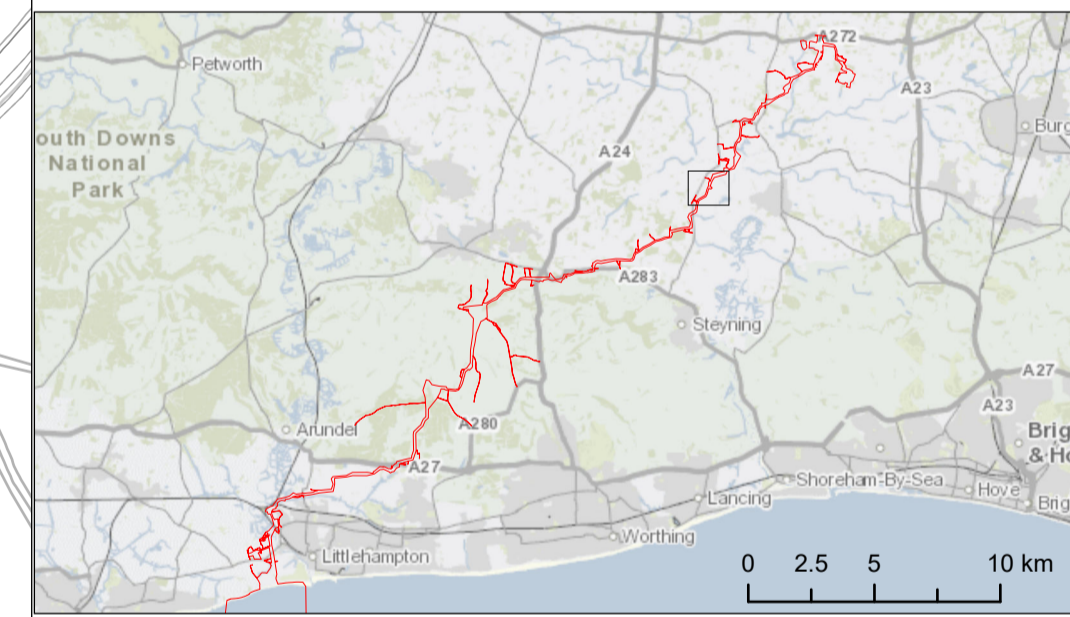 A272
Petworth
A23
Burg
outh Downs
National
Park
A24
A283
Steyning
A27
A23
Arundel
A280
Brig
& Ho
A27
Shoreham-By-Sea
Hove
Lancing
Brig
Worthing
Littlehampton
0 2.5 5 10 km